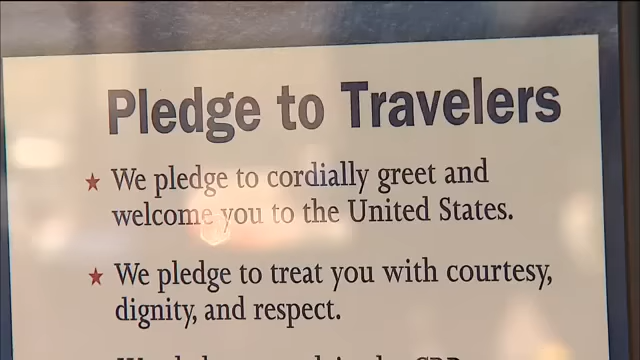 Pledge to Travelers
★ We pledge to cordially greet and
welcome you to the United States.
★ We pledge to treat you with courtesy,
dignity, and respect.